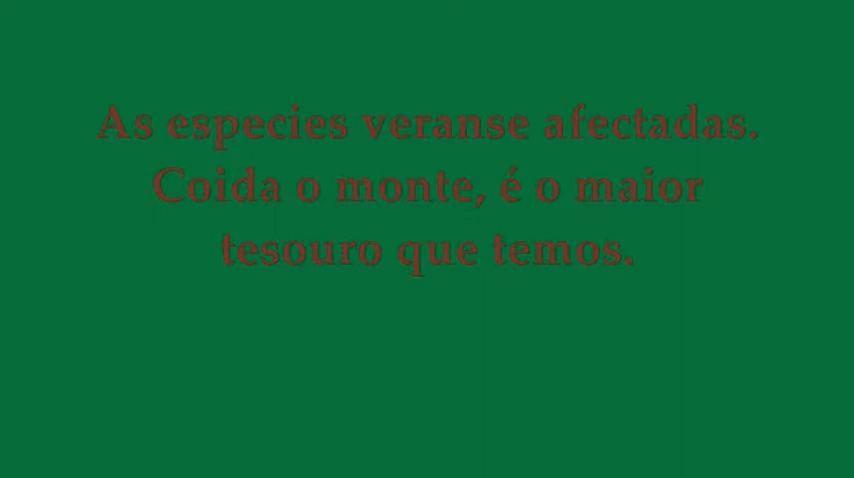 As especies veranse afectadas.
Coida o monte, é o maior
tesouro que temos.